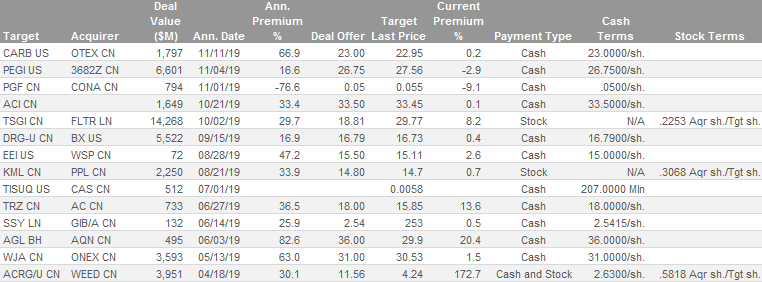 Deal Ann. Current
Value Premium Target Premium Cash
Target Acquirer ($M) Ann. Date % Deal Offer Last Price % Payment Type Terms Stock Terms
CARB US OTEX CN 1,797 11/11/19 66.9 23.00 22.95 0.2 Cash 23.0000/sh.
PEGI US 3682Z CN 6,601 11/04/19 16.6 26.75 27.56 -2.9 Cash 26.7500/sh.
PGF CN CONA CN 794 11/01/19 -76.6 0.05 0.055 -9.1 Cash .0500/sh.
ACI CN 1,649 10/21/19 33.4 33.50 33.45 0.1 Cash 33.5000/sh.
TSGI CN FLTR LN 14,268 10/02/19 29.7 18.81 29.77 8.2 Stock N/A .2253 Aqr sh./Tgt sh.
DRG-U CN BX US 5,522 09/15/19 16.9 16.79 16.73 0.4 Cash 16.7900/sh.
EEI US WSP CN 72 08/28/19 47.2 15.50 15.11 2.6 Cash 15.0000/sh.
KML CN PPL CN 2,250 08/21/19 33.9 14.80 14.7 0.7 Stock N/A .3068 Aqr sh./Tgt sh.
TISUQ US CAS CN 512 07/01/19 0.0058 Cash 207.0000 Mln
TRZ CN AC CN 733 06/27/19 36.5 18.00 15.85 13.6 Cash 18.0000/sh.
SSY LN GIB/A CN 132 06/14/19 25.9 2.54 253 0.5 Cash 2.5415/sh.
AGL BH AQN CN 495 06/03/19 82.6 36.00 29.9 20.4 Cash 36.0000/sh.
WJA CN ONEX CN 3,593 05/13/19 63.0 31.00 30.53 1.5 Cash 31.0000/sh.
ACRG/U CN WEED CN 3,951 04/18/19 30.1 11.56 4.24 172.7 Cash and Stock 2.6300/sh. .5818 Aqr sh./Tgt sh.